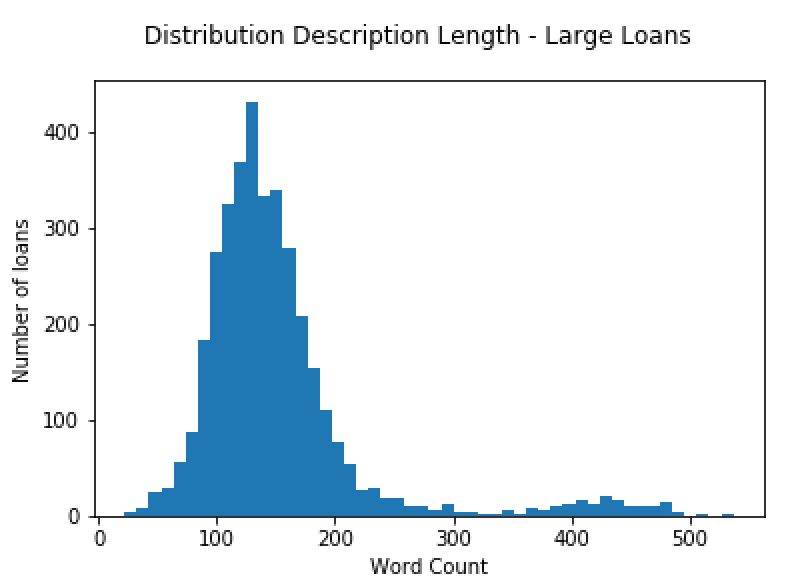 Distribution Description Length - Large Loans
400
300
200
100
0
Number of loans
0 100 200 300 400 500
Word Count